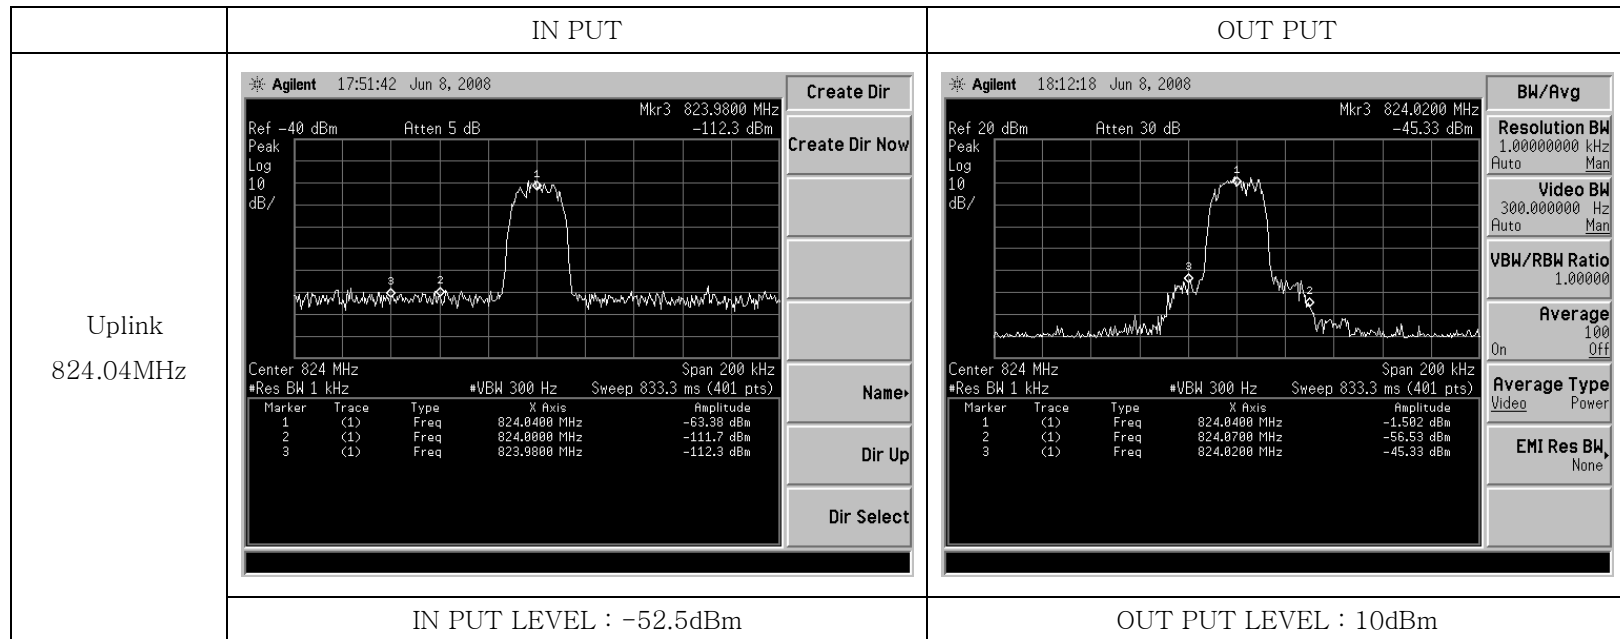 IN PUT
OUT PUT
Uplink
824.04MHz
Agilent 17:51:42 Jun 8, 2008
Mkr3 823.9800 MHz
Ref -40 dBm Atten 5 dB -112.3 dBm
Peak
Log
10
dB/
1
3
2
Center 824 MHz Span 200 kHz
#Res BW 1 kHz #VBW 300 Hz Sweep 833.3 ms (401 pts)
Marker Trace Type X Axis Amplitude
1 (1) Freq 824.0400 MHz -63.38 dBm
2 (1) Freq 824.0000 MHz -111.7 dBm
3 (1) Freq 823.9800 MHz -112.3 dBm
Create Dir
Create Dir Now
Name
Dir Up
Dir Select
Agilent 18:12:18 Jun 8, 2008
Mkr3 824.0200 MHz
Ref 20 dBm Atten 30 dB -45.33 dBm
Peak
Log
10
dB/
1
3
2
Center 824 MHz Span 200 kHz
#Res BW 1 kHz #VBW 300 Hz Sweep 833.3 ms (401 pts)
Marker Trace Type X Axis Amplitude
1 (1) Freq 824.0400 MHz -1.502 dBm
2 (1) Freq 824.0700 MHz -56.53 dBm
3 (1) Freq 824.0200 MHz -45.33 dBm
BW/Avg
Resolution BW
1.00000000 kHz
Auto Man
Video BW
300.000000 Hz
Auto Man
VBW/RBW Ratio
1.00000
Average
100
On Off
Average Type
Video Power
EMI Res BW
None
IN PUT LEVEL : -52.5dBm
OUT PUT LEVEL : 10dBm